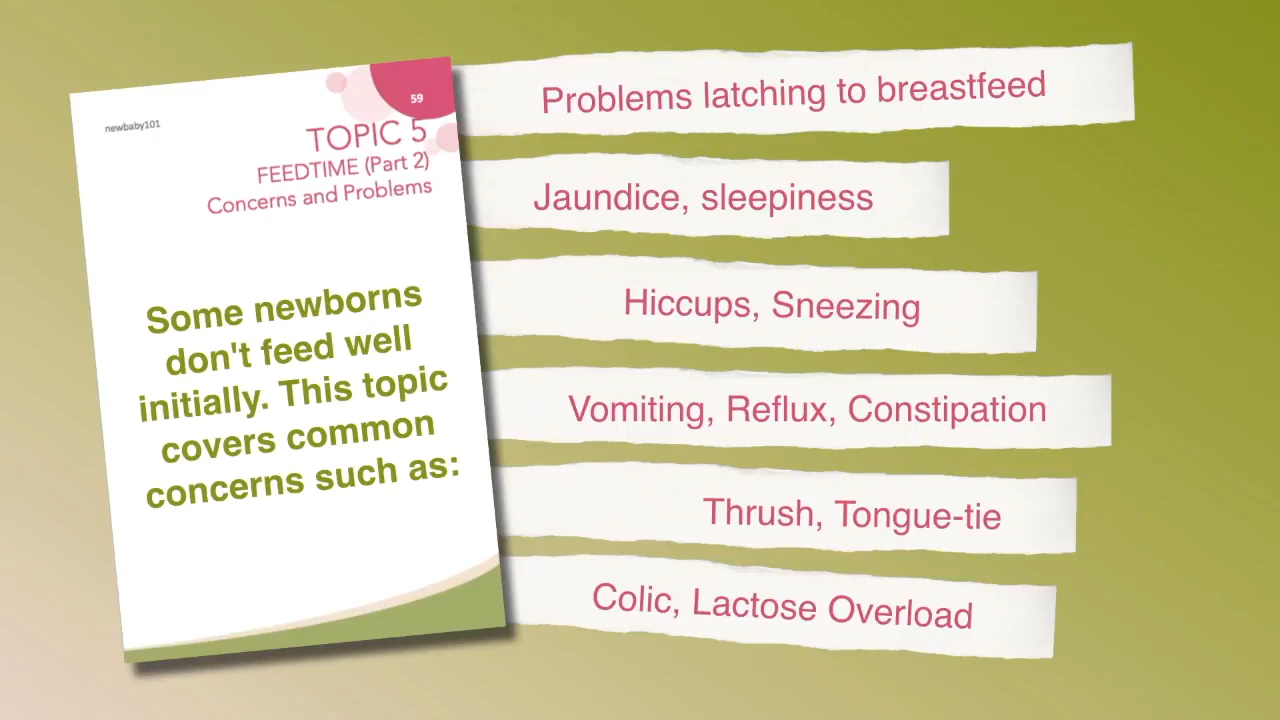 59
newbaby101
TOPIC 5
FEEDTIME (Part 2)
Concerns and Problems
Some newborns
don't feed well
initially. This topic
covers common
concerns such as:
Problems latching to breastfeed
Jaundice, sleepiness
Hiccups, Sneezing
Vomiting, Reflux, Constipation
Thrush, Tongue-tie
Colic, Lactose Overload